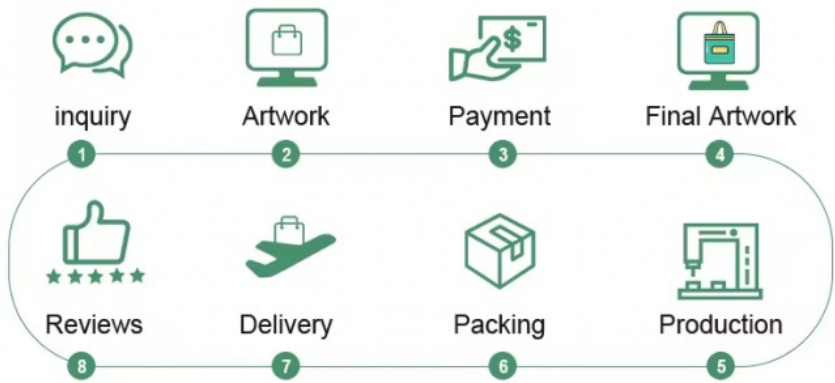 inquiry Artwork Payment Final Artwork
1 2 3 4
Reviews Delivery Packing Production
8 7 6 5